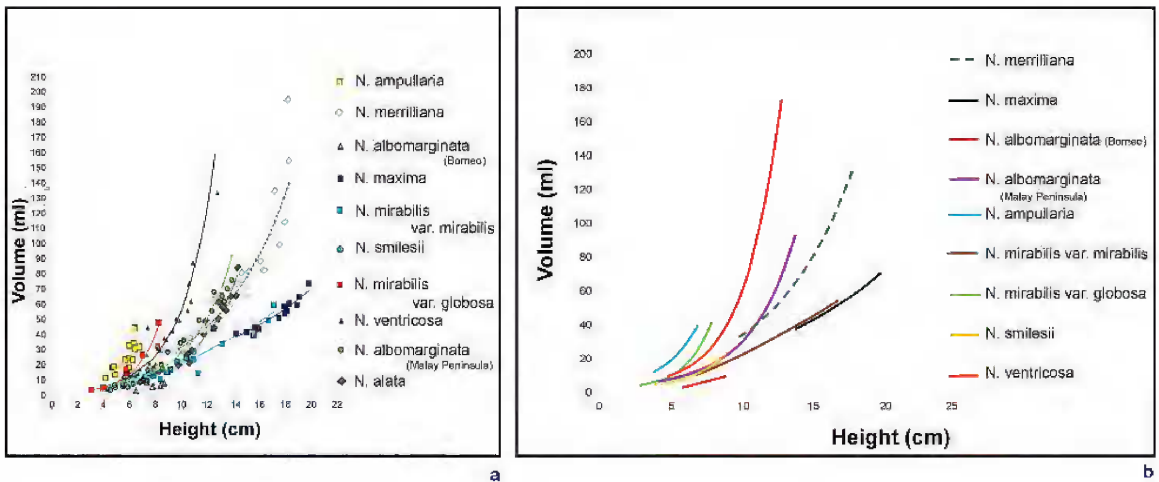 210
200
190
180
170
160
150
140
130
120
110
100
90
80
70
60
50
40
30
20
10
0
Volume (ml)
0 2 4 6 8 10 12 14 16 18 20 22
Height (cm)
N. ampullaria
N. merrilliana
N. albomarginata
(Borneo)
N. maxima
N. mirabilis
var. mirabilis
N. smilesii
N. mirabilis
var. globosa
N. ventricosa
N. albomarginata
(Malay Peninsula)
N. alata
a
200
180
160
140
120
100
80
60
40
20
0
Volume (ml)
0 5 10 15 20 25
Height (cm)
N. merrilliana
N. maxima
N. albomarginata (Borneo)
N. albomarginata
(Malay Peninsula)
N. ampullaria
N. mirabilis var. mirabilis
N. mirabilis var. globosa
N. smilesii
N. ventricosa
b